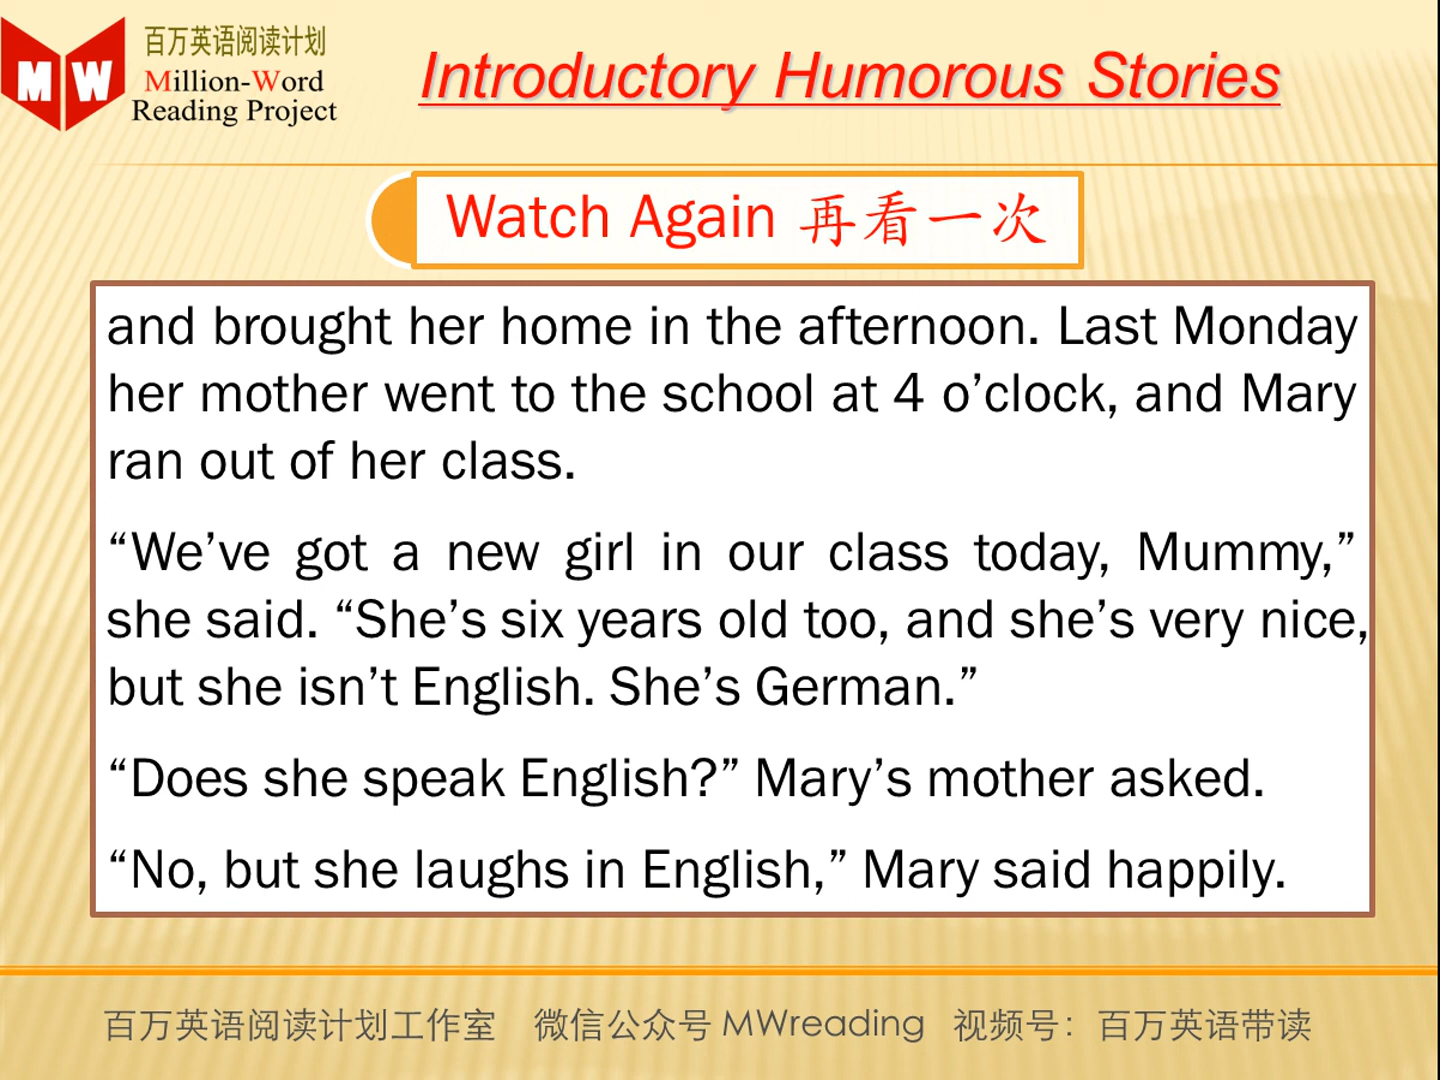 百万英语阅读计划
Million-Word
Reading Project
MW
Introductory Humorous Stories
Watch Again 再看一次
and brought her home in the afternoon. Last Monday
her mother went to the school at 4 o’clock, and Mary
ran out of her class.
“We’ve got a new girl in our class today, Mummy,”
she said. “She’s six years old too, and she’s very nice,
but she isn’t English. She’s German.”
“Does she speak English?” Mary’s mother asked.
“No, but she laughs in English,” Mary said happily.
百万英语阅读计划工作室 微信公众号 MWreading 视频号：百万英语带读